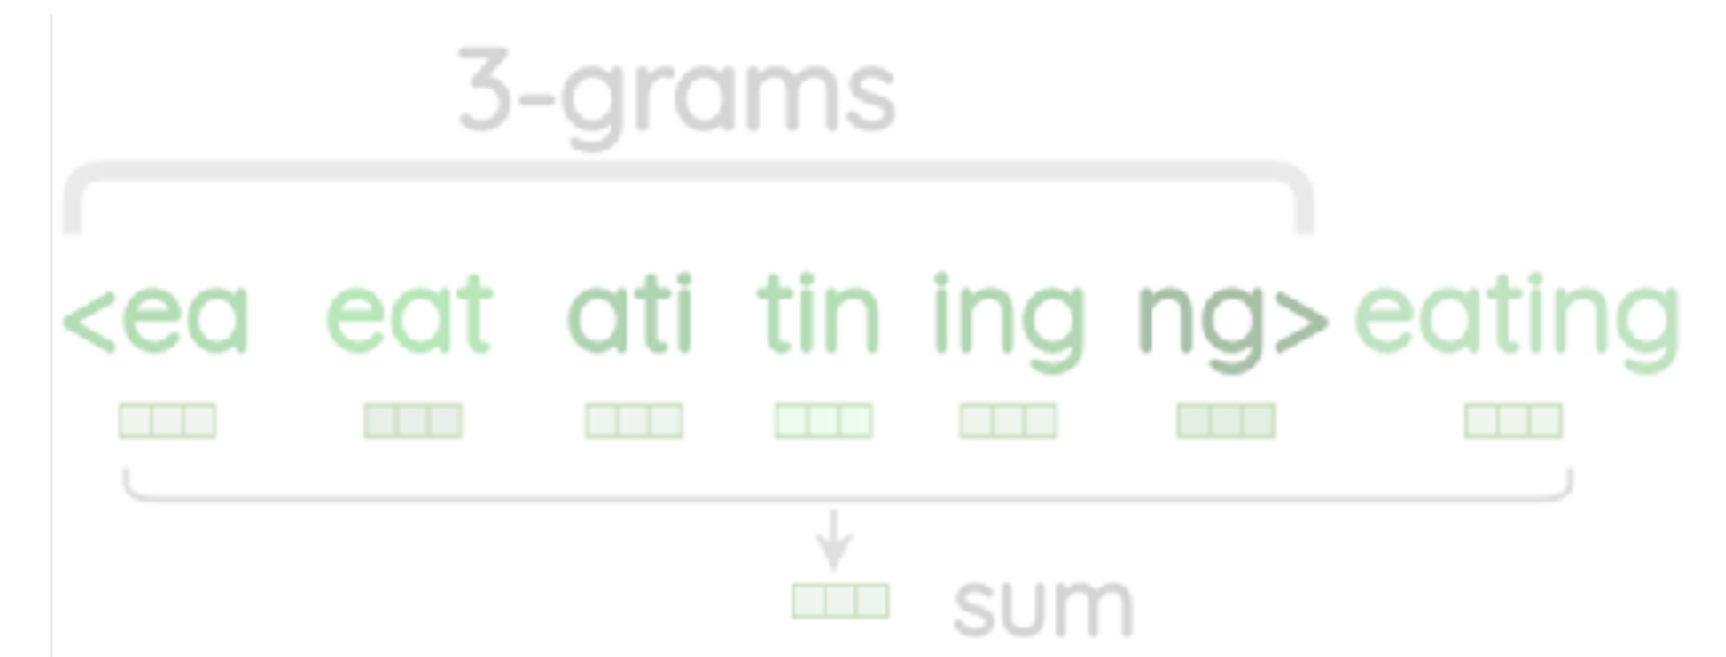 3-grams
<ea eat ati tin ing ng> eating
sum